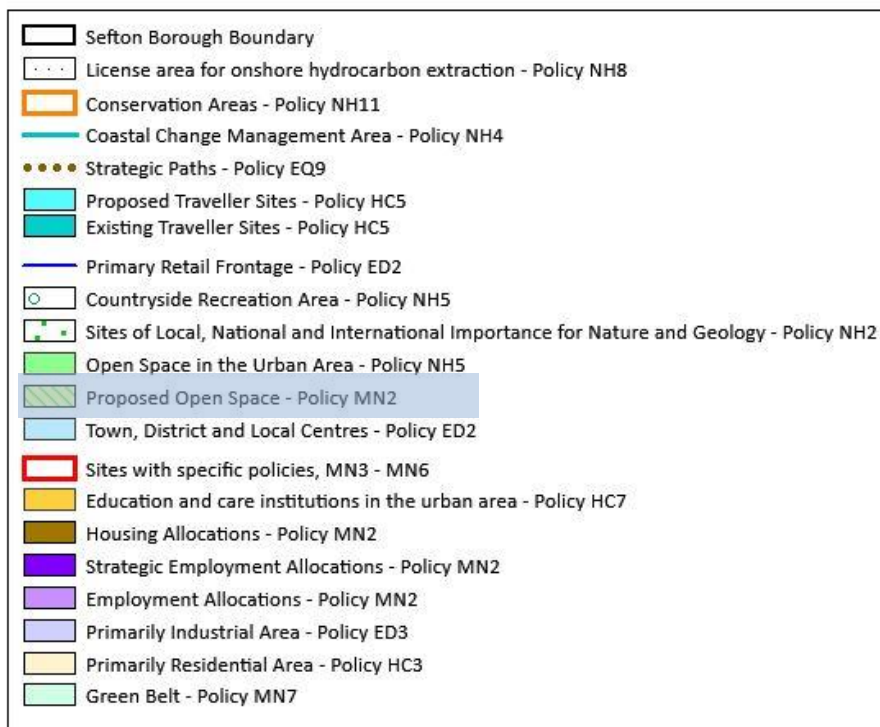 Sefton Borough Boundary
License area for onshore hydrocarbon extraction - Policy NH8
Conservation Areas - Policy NH11
Coastal Change Management Area - Policy NH4
Strategic Paths - Policy EQ9
Proposed Traveller Sites - Policy HC5
Existing Traveller Sites - Policy HC5
Primary Retail Frontage - Policy ED2
Countryside Recreation Area - Policy NH5
Sites of Local, National and International Importance for Nature and Geology - Policy NH2
Open Space in the Urban Area - Policy NH5
Proposed Open Space - Policy MN2
Town, District and Local Centres - Policy ED2
Sites with specific policies, MN3 - MN6
Education and care institutions in the urban area - Policy HC7
Housing Allocations - Policy MN2
Strategic Employment Allocations - Policy MN2
Employment Allocations - Policy MN2
Primarily Industrial Area - Policy ED3
Primarily Residential Area - Policy HC3
Green Belt - Policy MN7